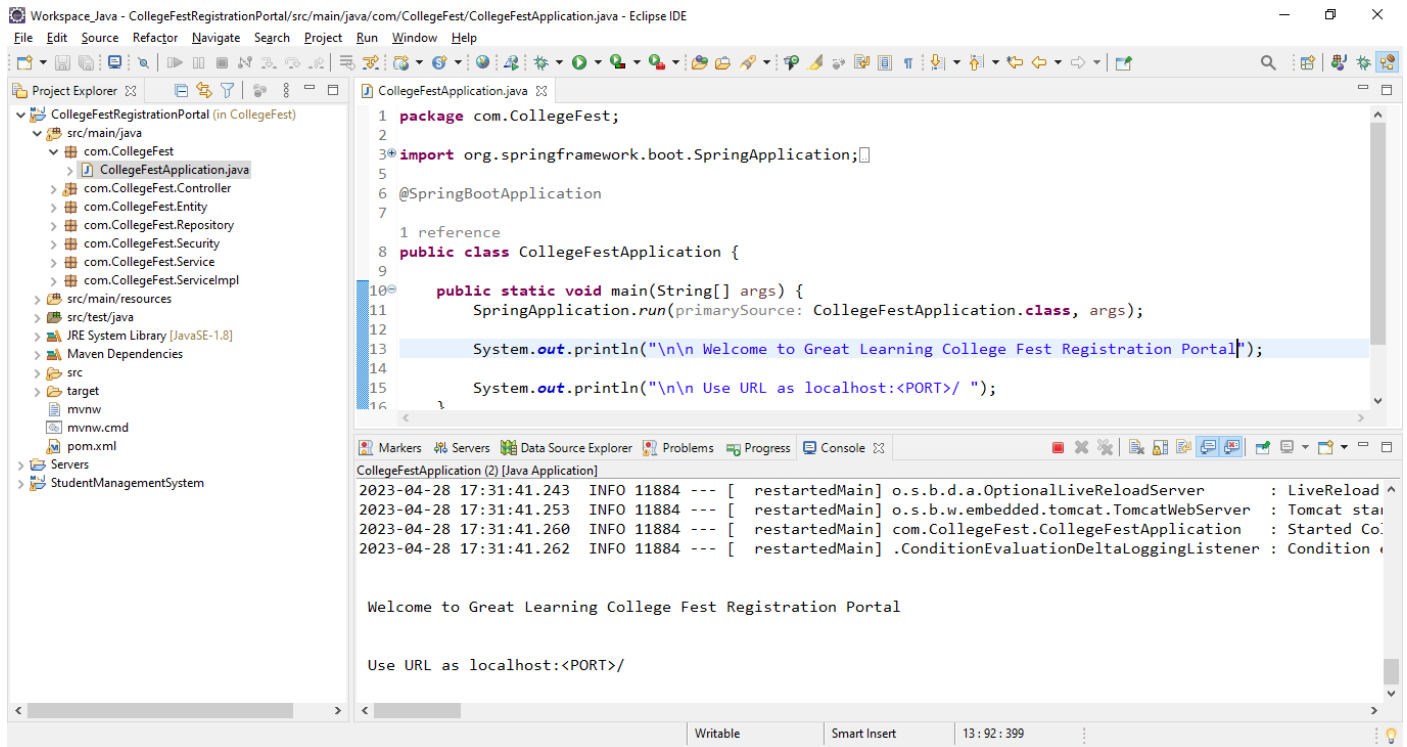 Workspace_Java - CollegeFestRegistrationPortal/src/main/java/com/CollegeFest/CollegeFestApplication.java - Eclipse IDE
File Edit Source Refactor Navigate Search Project Run Window Help
Project Explorer
CollegeFestRegistrationPortal (in CollegeFest)
src/main/java
com.CollegeFest
CollegeFestApplication.java
com.CollegeFest.Controller
com.CollegeFest.Entity
com.CollegeFest.Repository
com.CollegeFest.Security
com.CollegeFest.Service
com.CollegeFest.ServiceImpl
src/main/resources
src/test/java
JRE System Library [JavaSE-1.8]
Maven Dependencies
src
target
mvnw
mvnw.cmd
pom.xml
Servers
StudentManagementSystem
CollegeFestApplication.java
1 package com.CollegeFest;
2
3 import org.springframework.boot.SpringApplication;
5
6 @SpringBootApplication
7
1 reference
8 public class CollegeFestApplication {
9
10 public static void main(String[] args) {
11 SpringApplication.run(primarySource: CollegeFestApplication.class, args);
12
13 System.out.println("\n\n Welcome to Great Learning College Fest Registration Portal");
14
15 System.out.println("\n\n Use URL as localhost:<PORT>/ ");
16 }
Markers Servers Data Source Explorer Problems Progress Console
CollegeFestApplication (2) [Java Application]
2023-04-28 17:31:41.243 INFO 11884 --- [ restartedMain] o.s.b.d.a.OptionalLiveReloadServer : LiveReload
2023-04-28 17:31:41.253 INFO 11884 --- [ restartedMain] o.s.b.w.embedded.tomcat.TomcatWebServer : Tomcat star
2023-04-28 17:31:41.260 INFO 11884 --- [ restartedMain] com.CollegeFest.CollegeFestApplication : Started Col
2023-04-28 17:31:41.262 INFO 11884 --- [ restartedMain] .ConditionEvaluationDeltaLoggingListener : Condition
Welcome to Great Learning College Fest Registration Portal
Use URL as localhost:<PORT>/
Writable Smart Insert 13 : 92 : 399